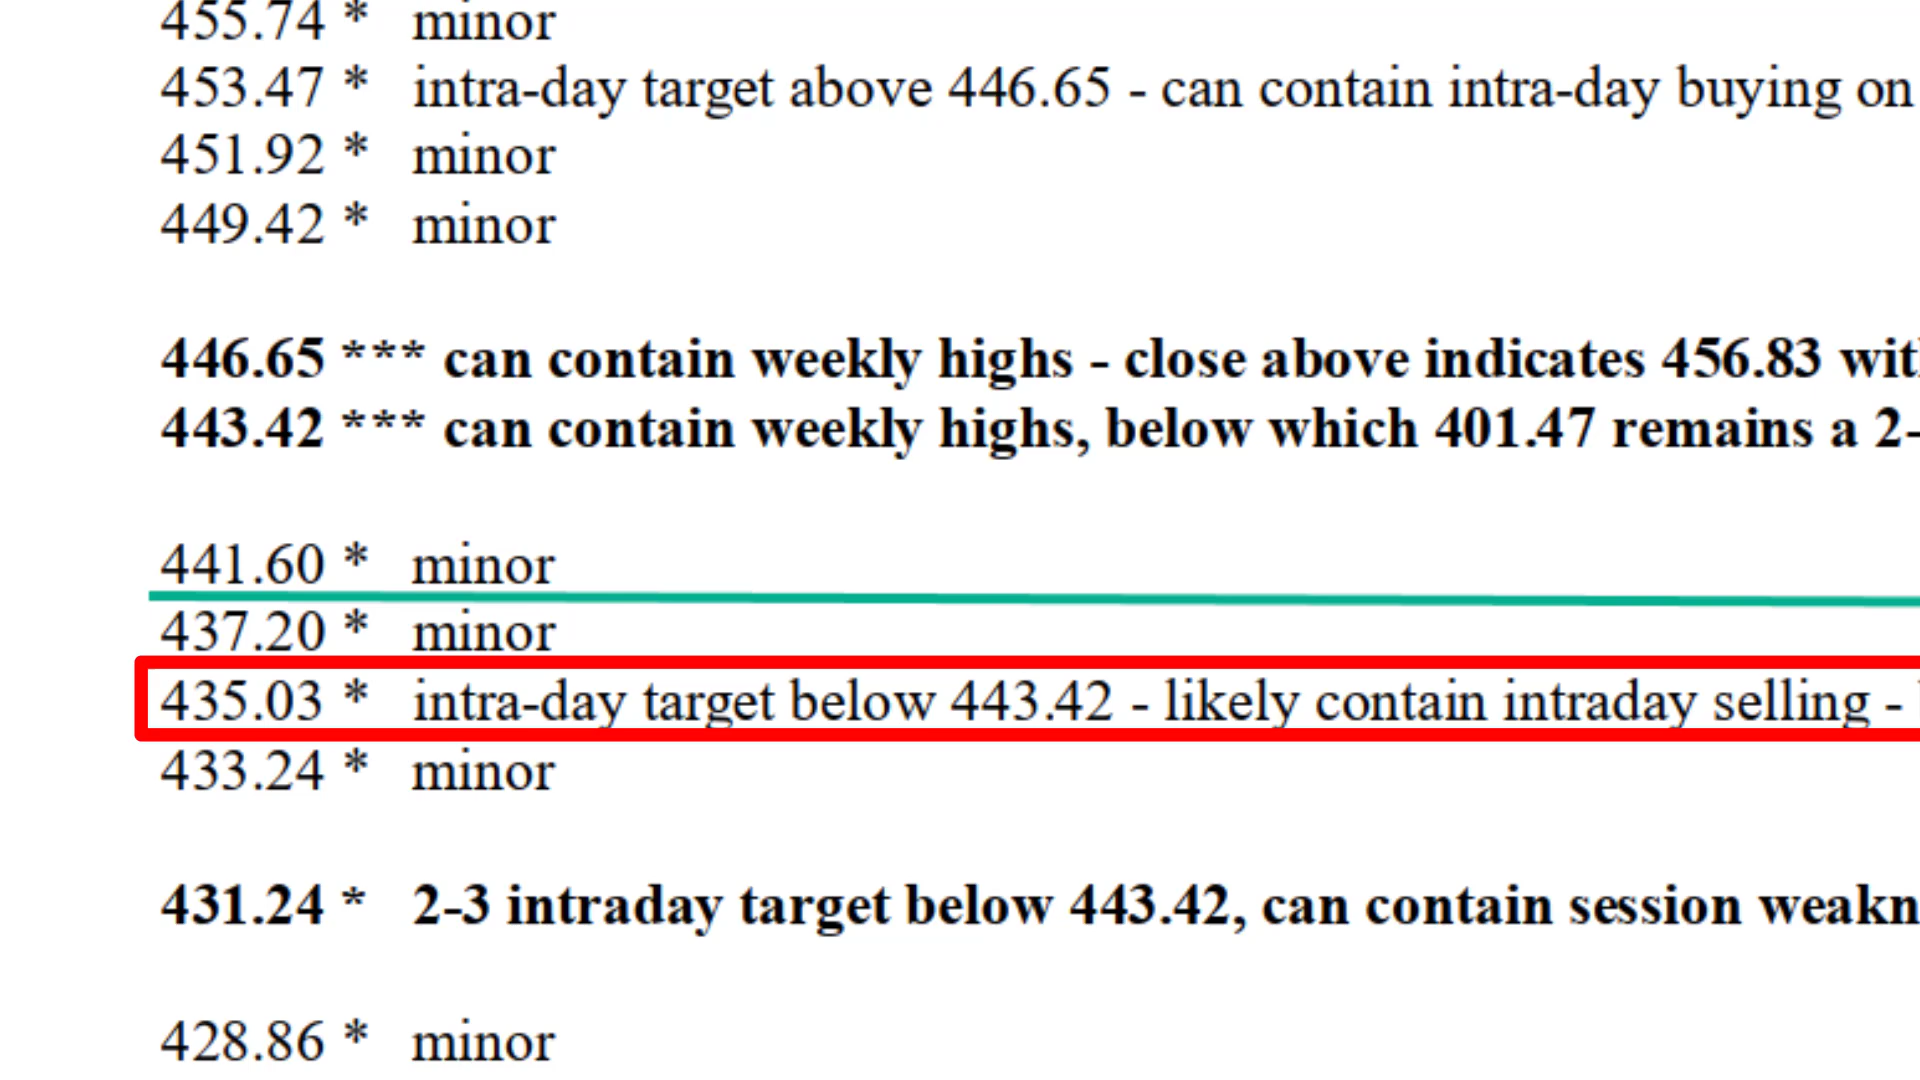 455.74 * minor
453.47 * intra-day target above 446.65 - can contain intra-day buying on
451.92 * minor
449.42 * minor
446.65 *** can contain weekly highs - close above indicates 456.83
443.42 *** can contain weekly highs, below which 401.47 remains a 2-
441.60 * minor
437.20 * minor
435.03 * intra-day target below 443.42 - likely contain intraday selling -
433.24 * minor
431.24 * 2-3 intraday target below 443.42, can contain session
428.86 * minor